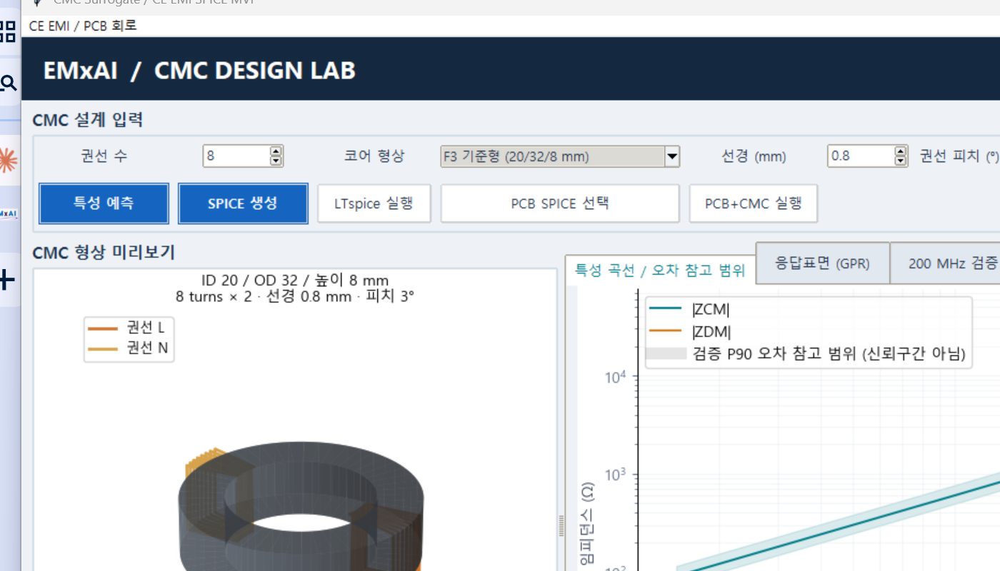 CMC Surrogate / CE EMI SPICE MVP
CE EMI / PCB 회로
EMxAI / CMC DESIGN LAB
CMC 설계 입력
권선 수 8 코어 형상 F3 기준형 (20/32/8 mm) 선경 (mm) 0.8 권선 피치 (°)
특성 예측 SPICE 생성 LTspice 실행 PCB SPICE 선택 PCB+CMC 실행
CMC 형상 미리보기
ID 20 / OD 32 / 높이 8 mm
8 turns × 2 · 선경 0.8 mm · 피치 3°
권선 L
권선 N
특성 곡선 / 오차 참고 범위 응답표면 (GPR) 200 MHz 검증
|ZCM|
|ZDM|
검증 P90 오차 참고 범위 (신뢰구간 아님)
10⁴
10³
10²
임피던스 (Ω)
MxAI